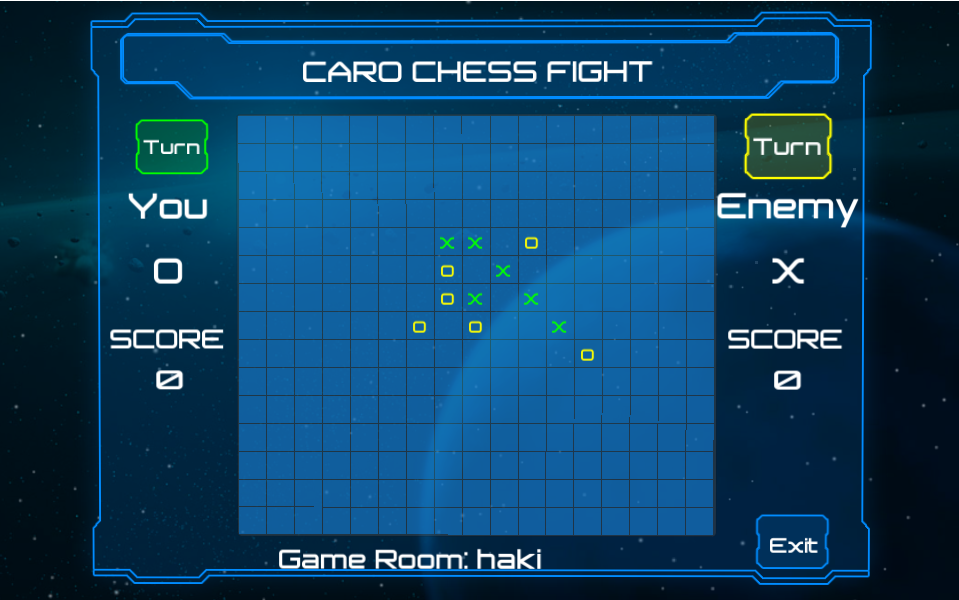 CARO CHESS FIGHT
Turn
Turn
You
Enemy
O
X
SCORE
SCORE
0
0
X X O
O X
O X X
O O X
O
Exit
Game Room: haki